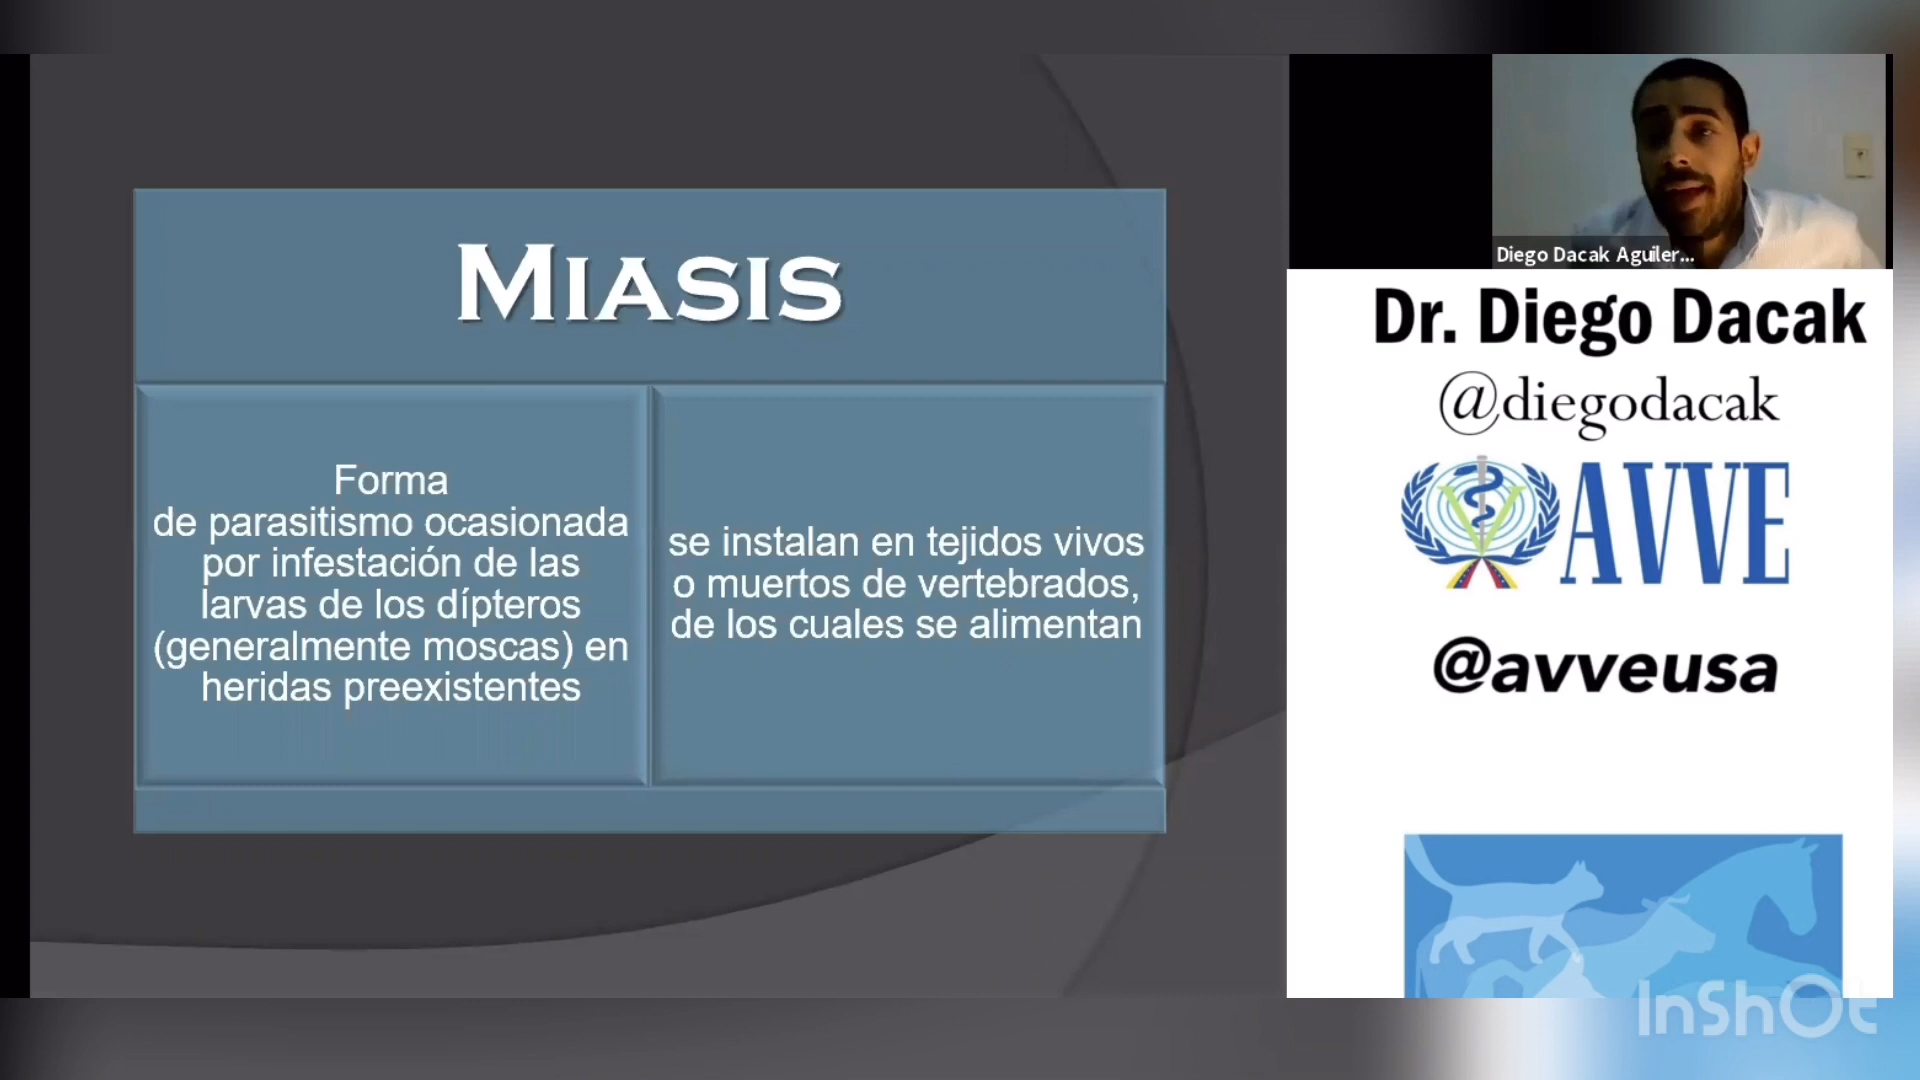 MIASIS
Forma
de parasitismo ocasionada
por infestación de las
larvas de los dípteros
(generalmente moscas) en
heridas preexistentes
se instalan en tejidos vivos
o muertos de vertebrados,
de los cuales se alimentan
Diego Dacak Aguiler...
Dr. Diego Dacak
@diegodacak
AVVE
@avveusa
InShOt